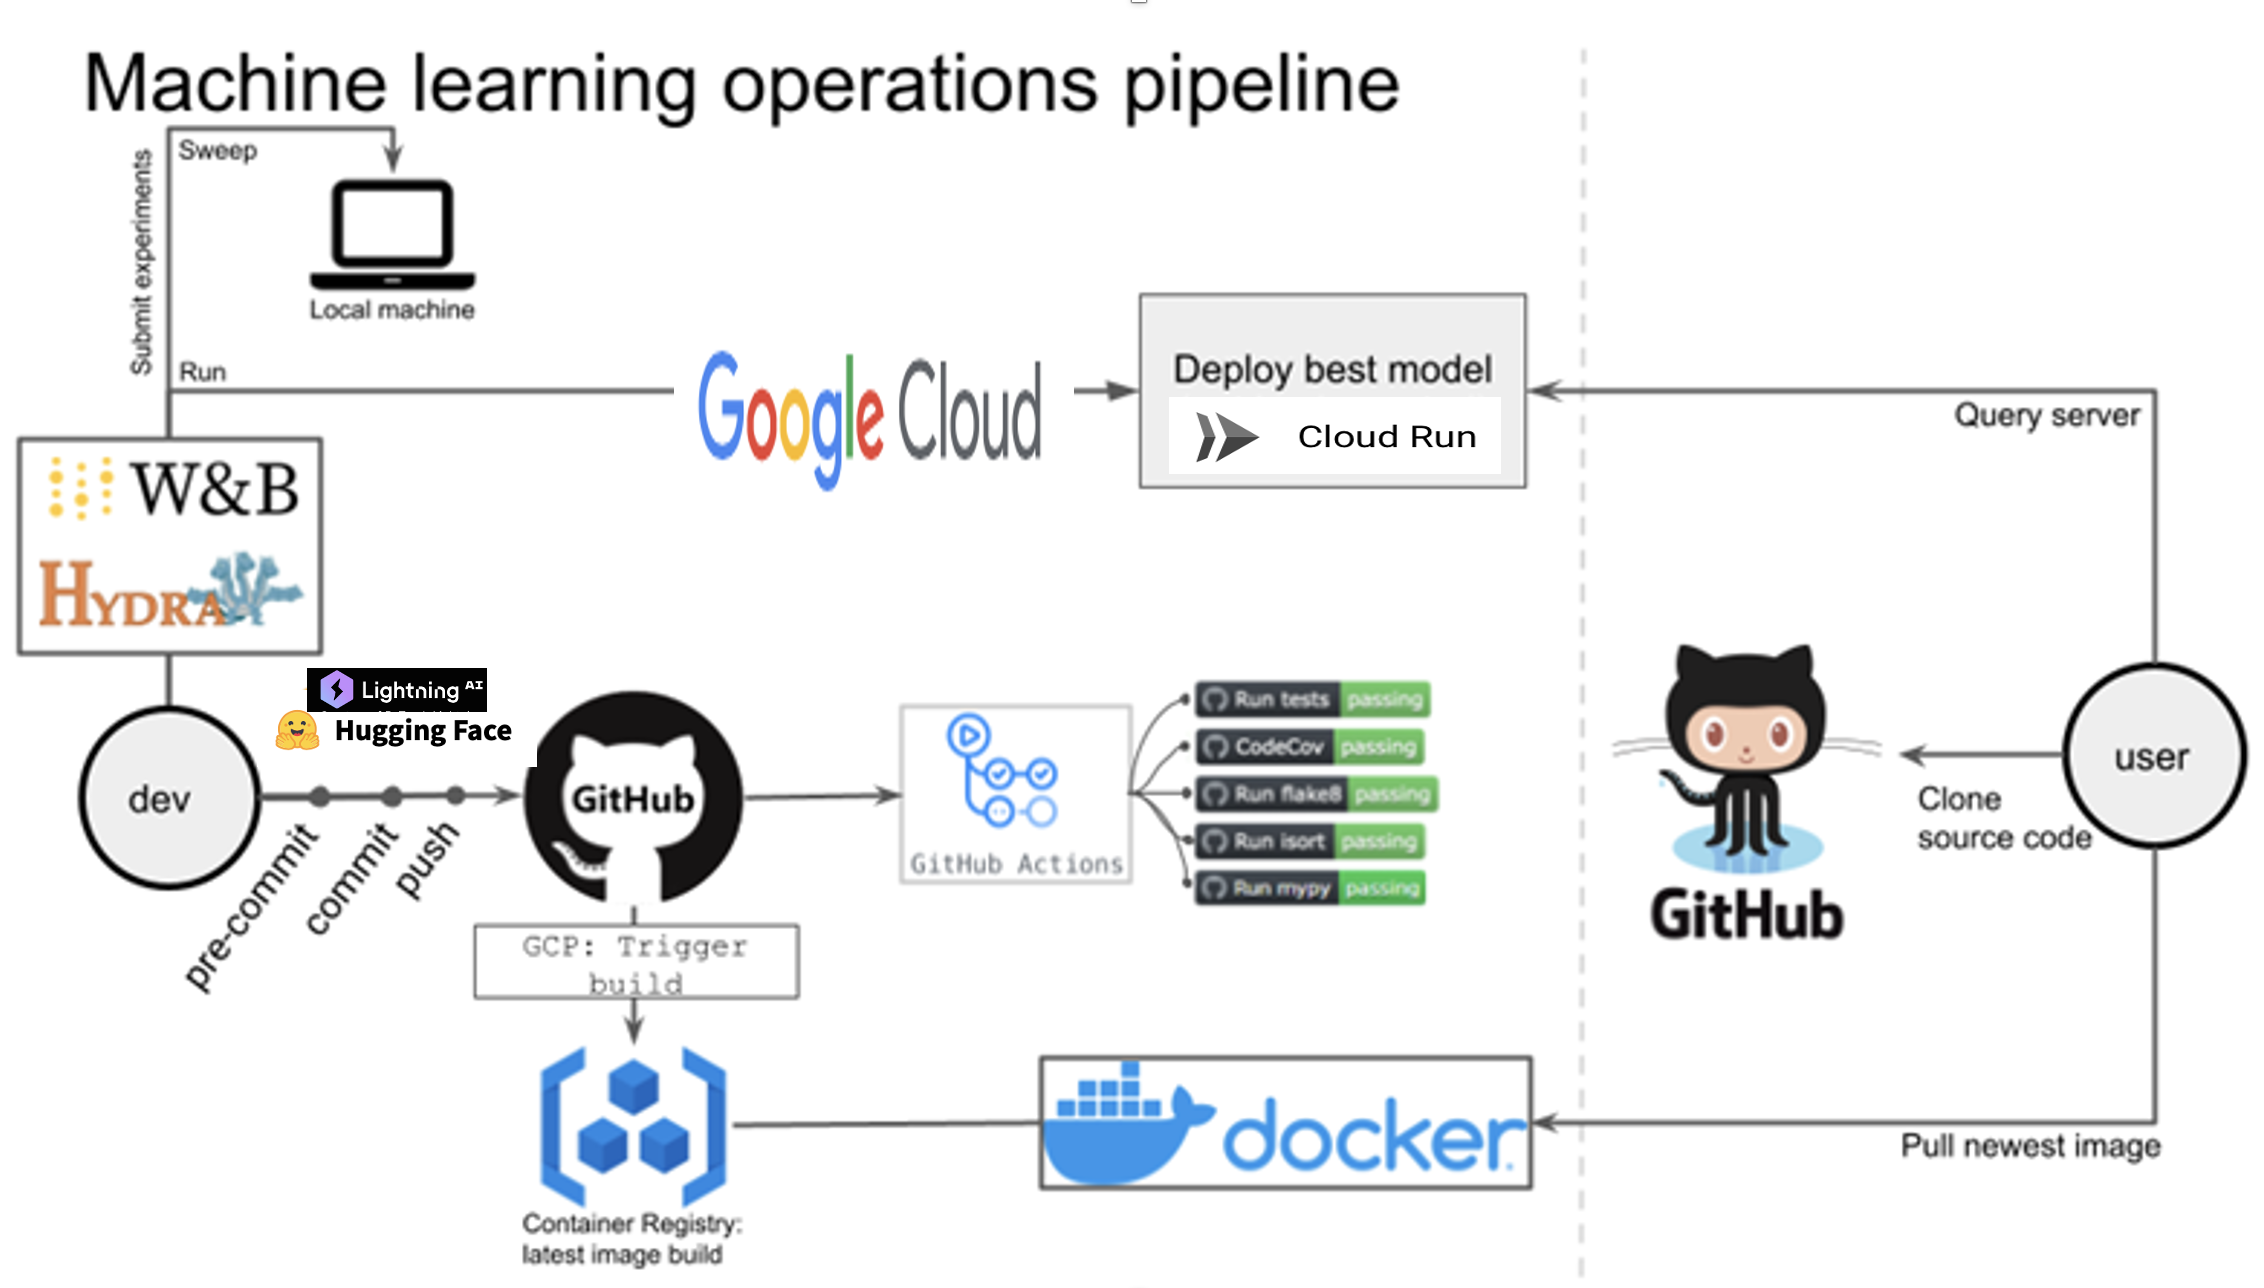 Machine learning operations pipeline
Sweep
Submit experiments
Local machine
Run
Google Cloud
Deploy best model
Cloud Run
Query server
W&B
HYDRA
Lightning AI
Hugging Face
dev
pre-commit
commit
push
GitHub
GitHub Actions
Run tests passing
CodeCov passing
Run flake8 passing
Run isort passing
Run mypy passing
GitHub
user
Clone
source code
GCP: Trigger
build
Container Registry:
latest image build
docker
Pull newest image